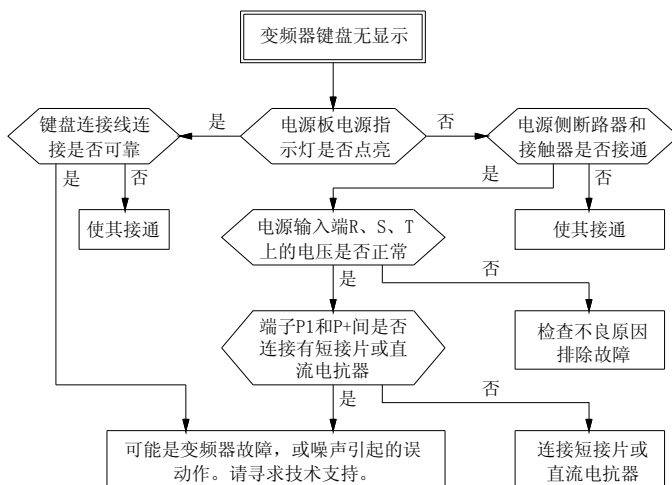 变频器键盘无显示
键盘连接线连
接是否可靠
是
电源板电源指
示灯是否点亮
否
电源侧断路器和
接触器是否接通
是
否
是
否
使其接通
电源输入端R、S、T
上的电压是否正常
使其接通
是
否
端子P1和P+间是否
连接有短接片或直
流电抗器
检查不良原因
排除故障
是
否
可能是变频器故障，或噪声引起的误
动作。请寻求技术支持。
连接短接片或
直流电抗器